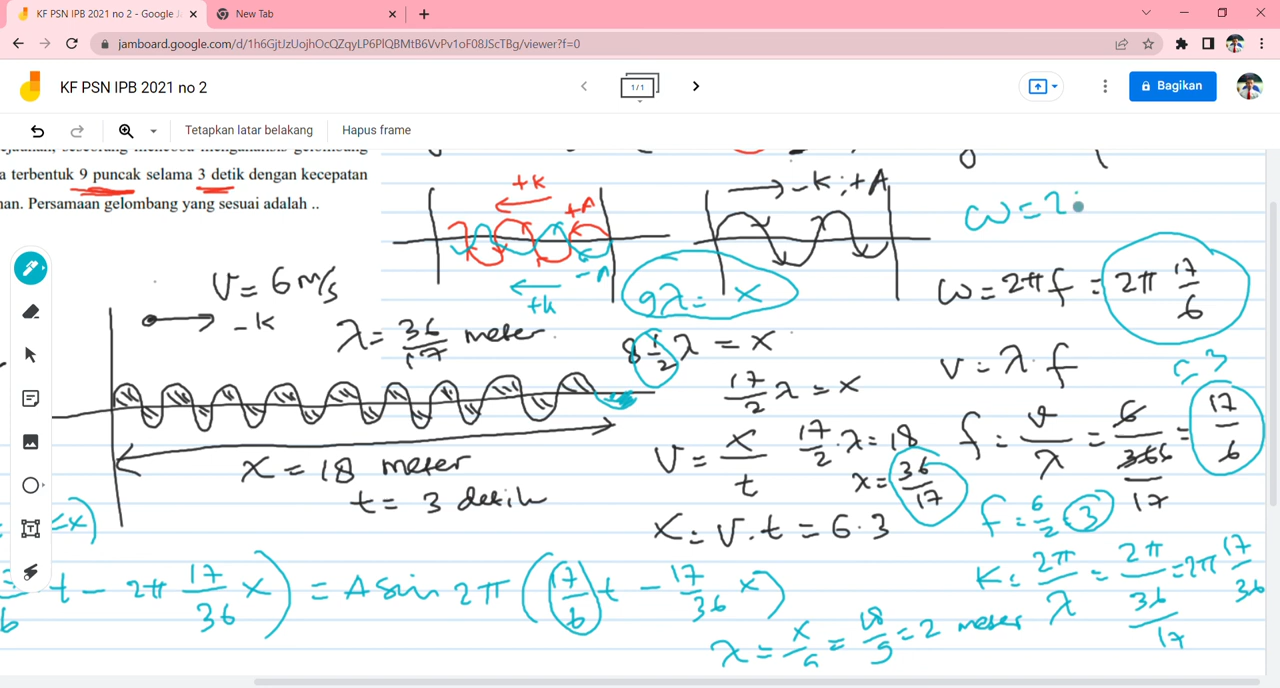 KF PSN IPB 2021 no 2 - Google J
New Tab
jamboard.google.com/d/1h6GjtJzUojhOcQZqyLP6PlQBMtB6VvPv1oF08JScTBg/viewer?f=0
KF PSN IPB 2021 no 2
1/1
Bagikan
Tetapkan latar belakang
Hapus frame
a terbentuk 9 puncak selama 3 detik dengan kecepatan
nan. Persamaan gelombang yang sesuai adalah ..
+k
+A
-A
+k
→ -k ; +A
ω = 2
v = 6 m/s
-k
λ = 36/17 meter
9λ = x
8 1/2 λ = x
17/2 λ = x
ω = 2πf = 2π 17/6
v = λ . f
= 3
x = 18 meter
t = 3 detik
v = x/t
17/2 . λ = 18
λ = 36/17
x = v . t = 6 . 3
f = v/λ = 6/36/17 = 17/6
f = 6/2 = 3
k = 2π/λ = 2π/36/17 = 2π 17/36
t - 2π 17/36 x) = A sin 2π (17/6 t - 17/36 x)
λ = x/9 = 18/9 = 2 meter